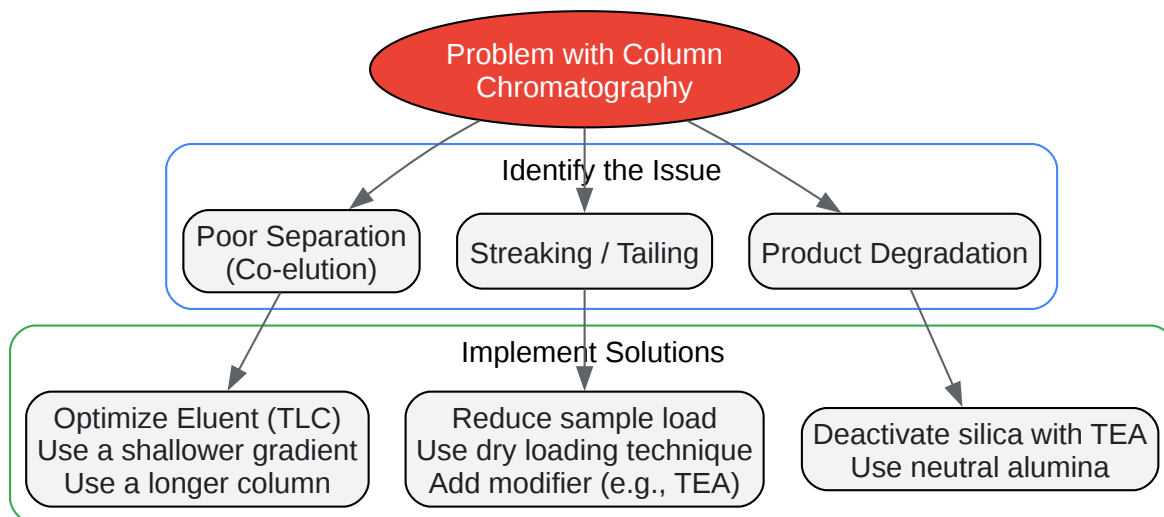 Problem with Column
Chromatography
Identify the Issue
Poor Separation
(Co-elution)
Streaking / Tailing
Product Degradation
Implement Solutions
Optimize Eluent (TLC)
Use a shallower gradient
Use a longer column
Reduce sample load
Use dry loading technique
Add modifier (e.g., TEA)
Deactivate silica with TEA
Use neutral alumina